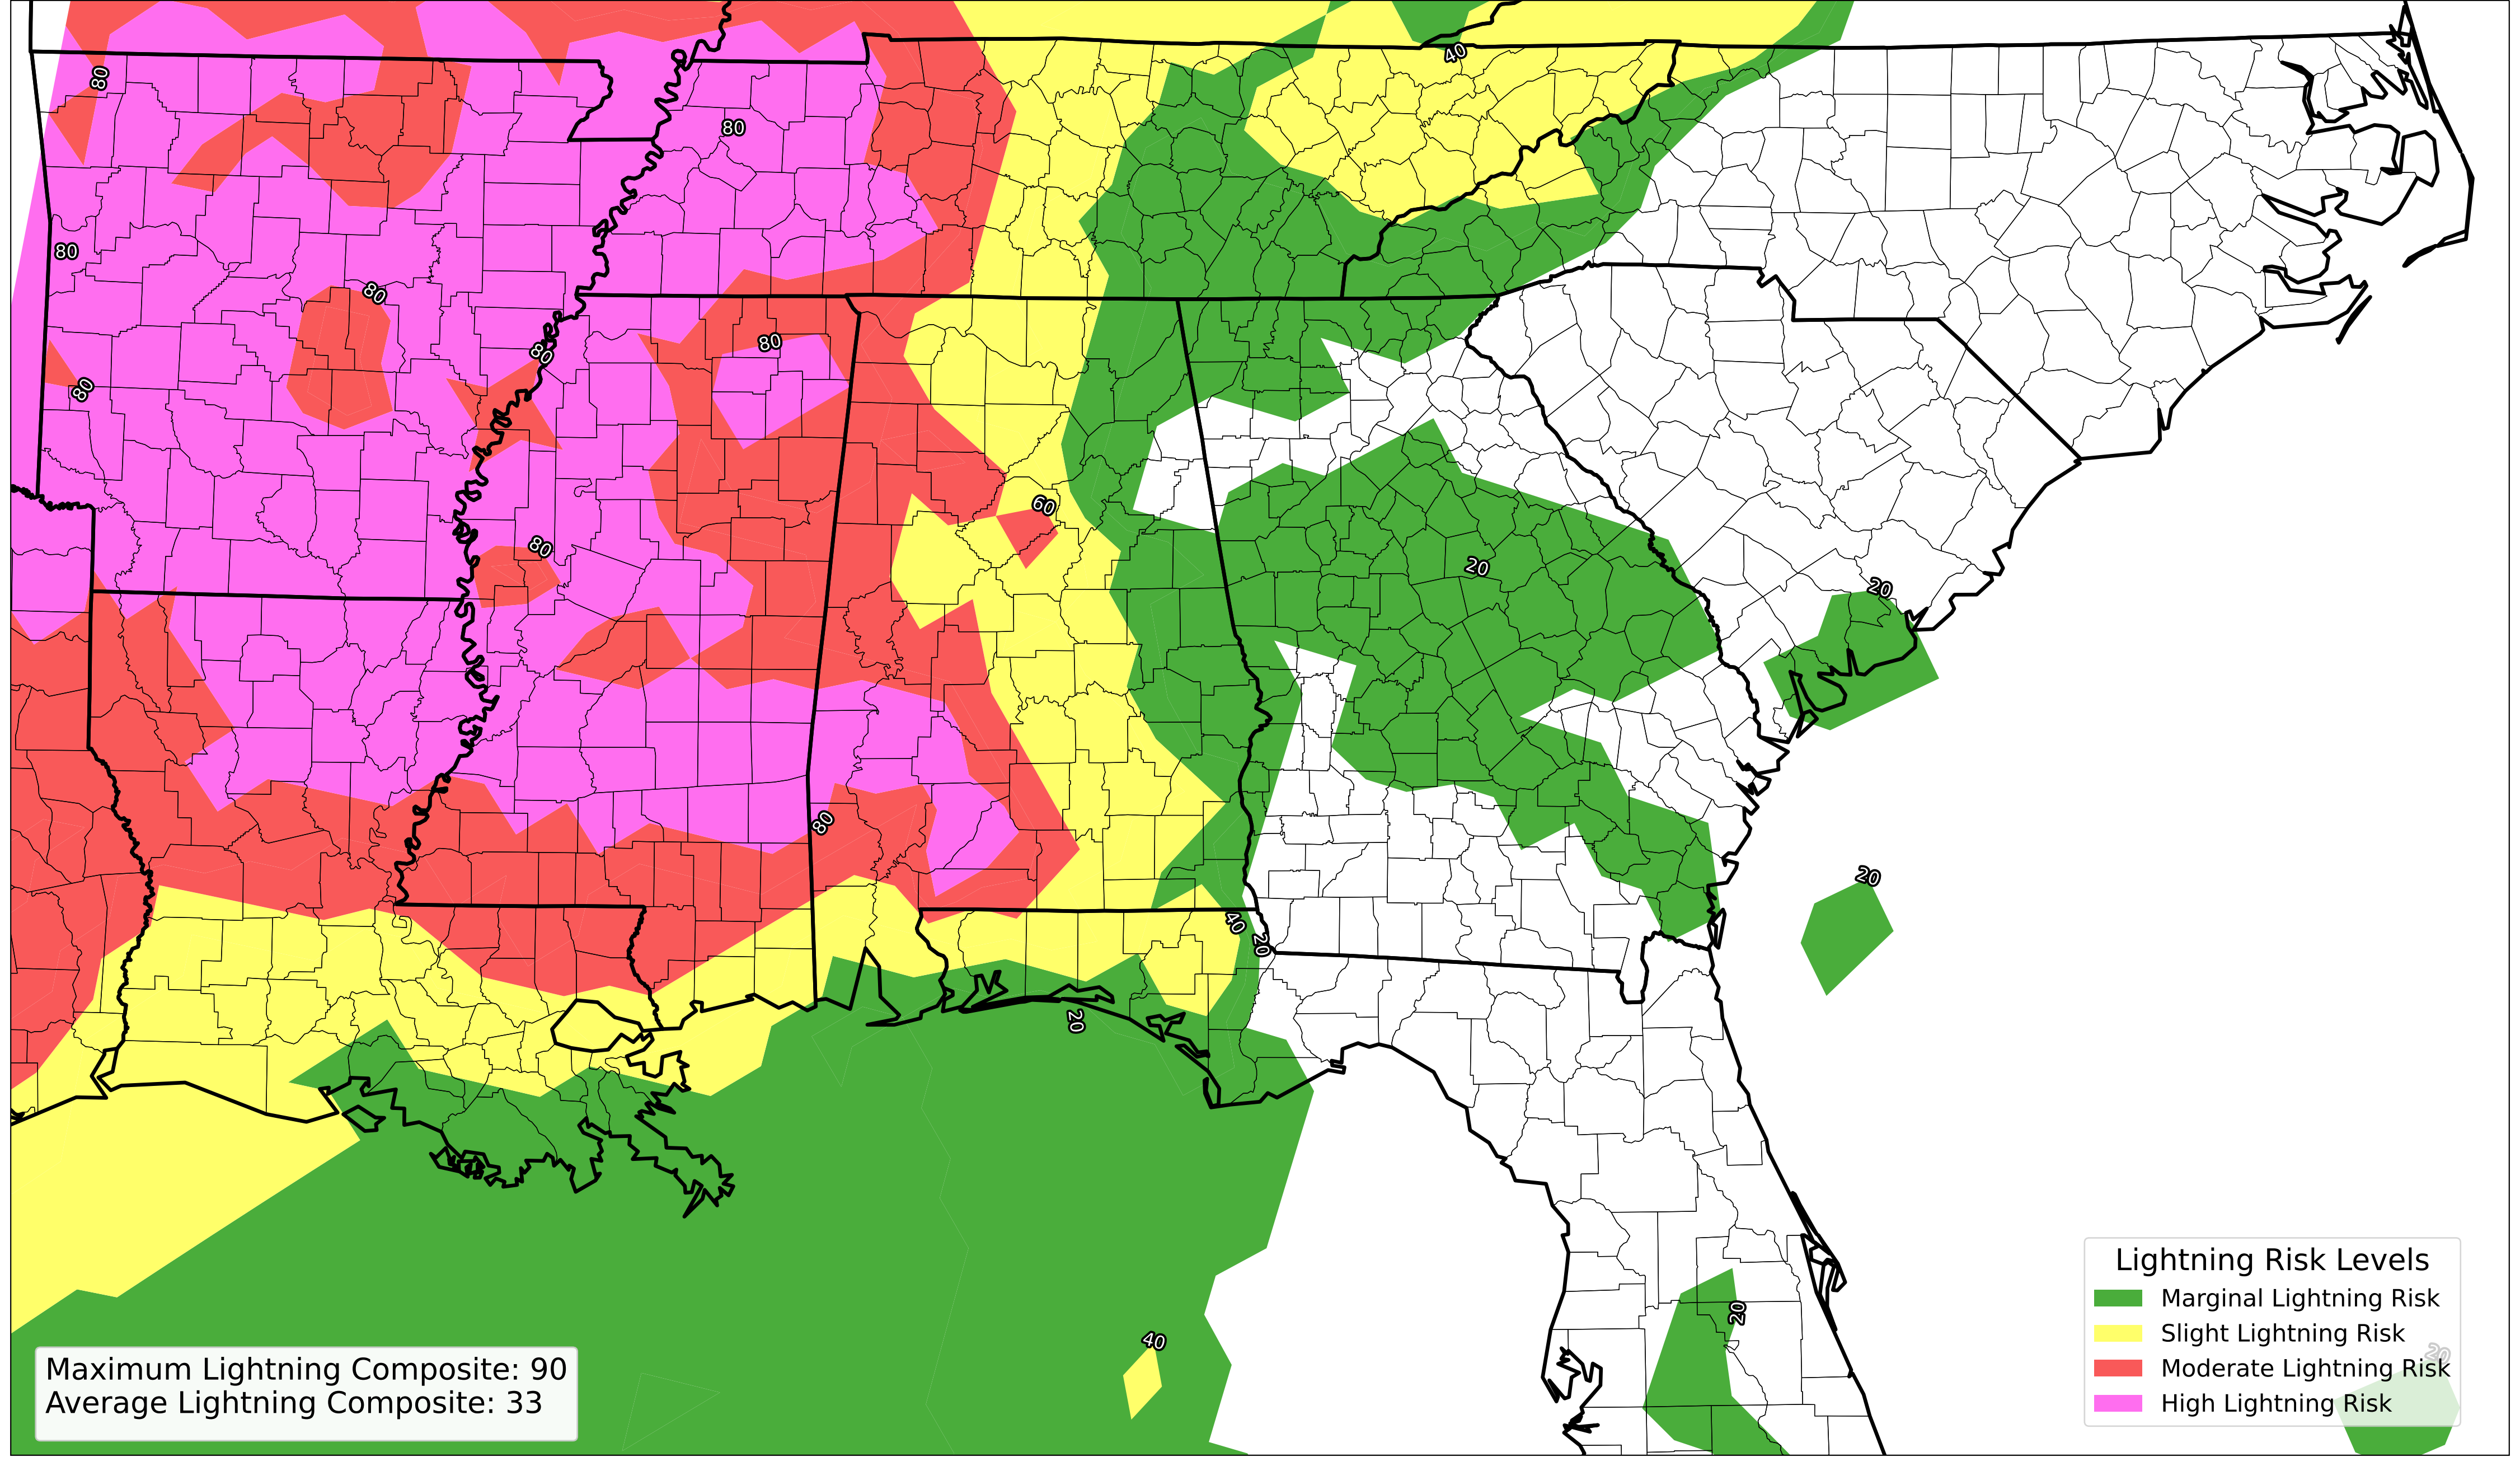 40
80
80
80
80
80
80
80
60
80
20
20
80
20
40
20
20
40
20
20
Lightning Risk Levels
Marginal Lightning Risk
Slight Lightning Risk
Moderate Lightning Risk
High Lightning Risk
Maximum Lightning Composite: 90
Average Lightning Composite: 33